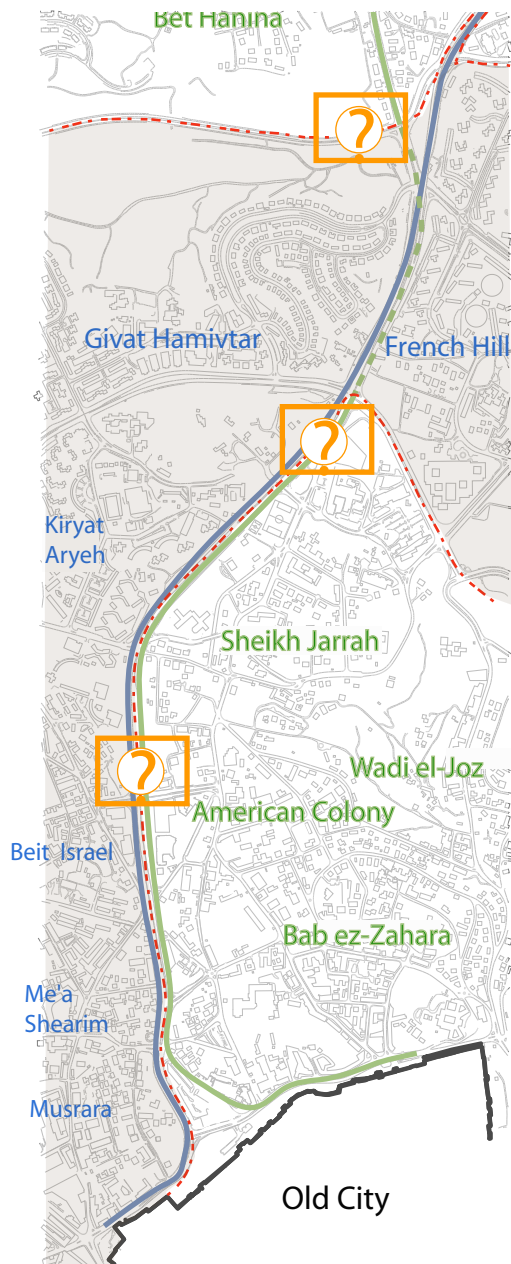 Bet Hanina
?
Givat Hamivtar
French Hill
?
Kiryat
Aryeh
Sheikh Jarrah
?
Wadi el-Joz
American Colony
Beit Israel
Bab ez-Zahara
Me'a
Shearim
Musrara
Old City